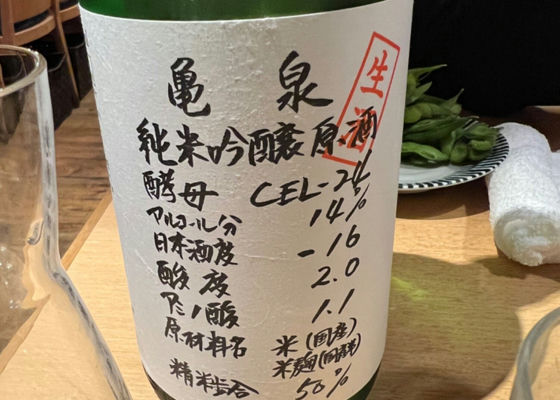 亀泉
生酒
純米吟醸原酒
酵母 CEL-24
アルコール分 14%
日本酒度 -16
酸度 2.0
アミノ酸 1.1
原材料名 米(国産)
米麹(国産米)
精米歩合 50%